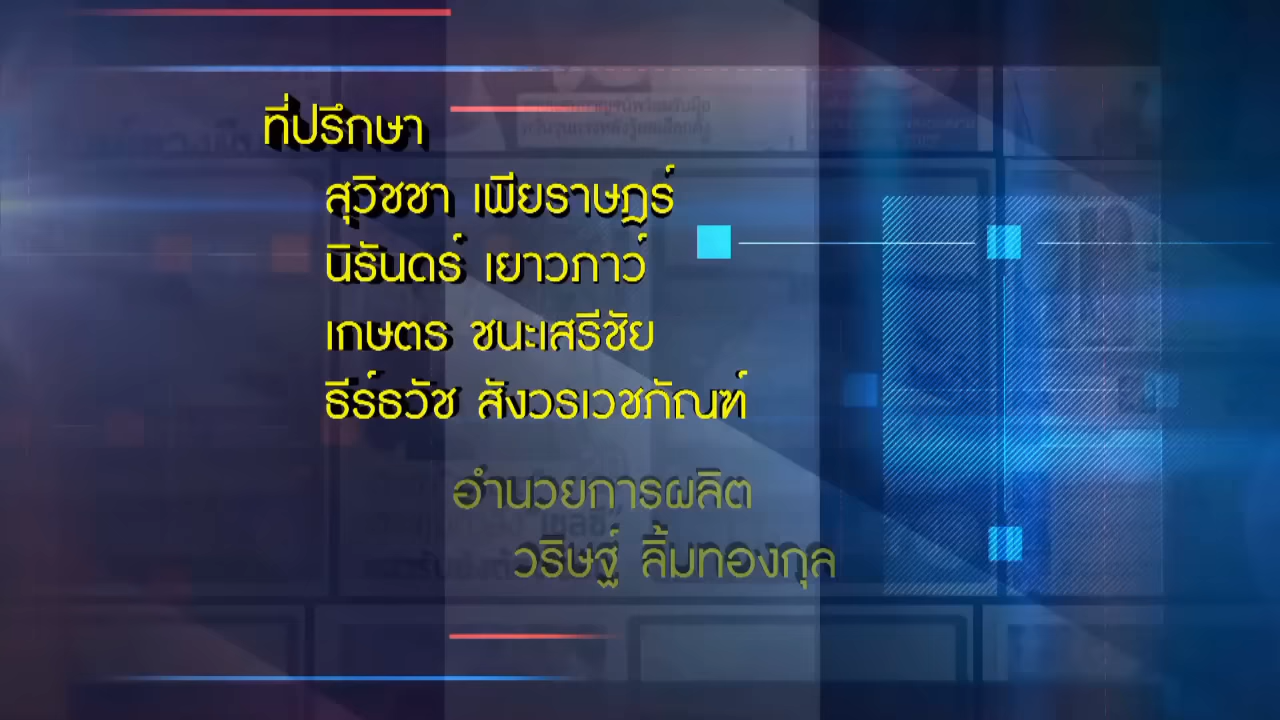 ที่ปรึกษา
สุวิชชา เพียราษฎร์
นิรันดร์ เยาวภาว์
เกษตร ชนะเสรีชัย
ธีร์ธวัช สังวรเวชภัณฑ์
อำนวยการผลิต
วริษฐ์ ลิ้มทองกุล